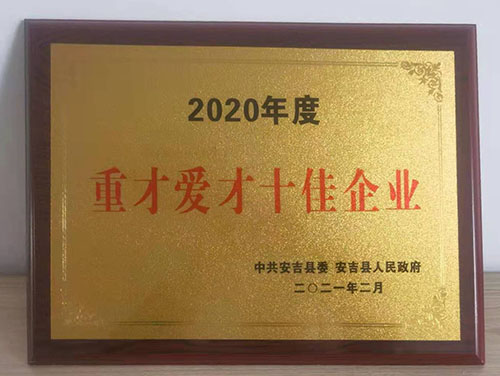 2020年度
重才爱才十佳企业
中共安吉县委 安吉县人民政府
二〇二一年二月